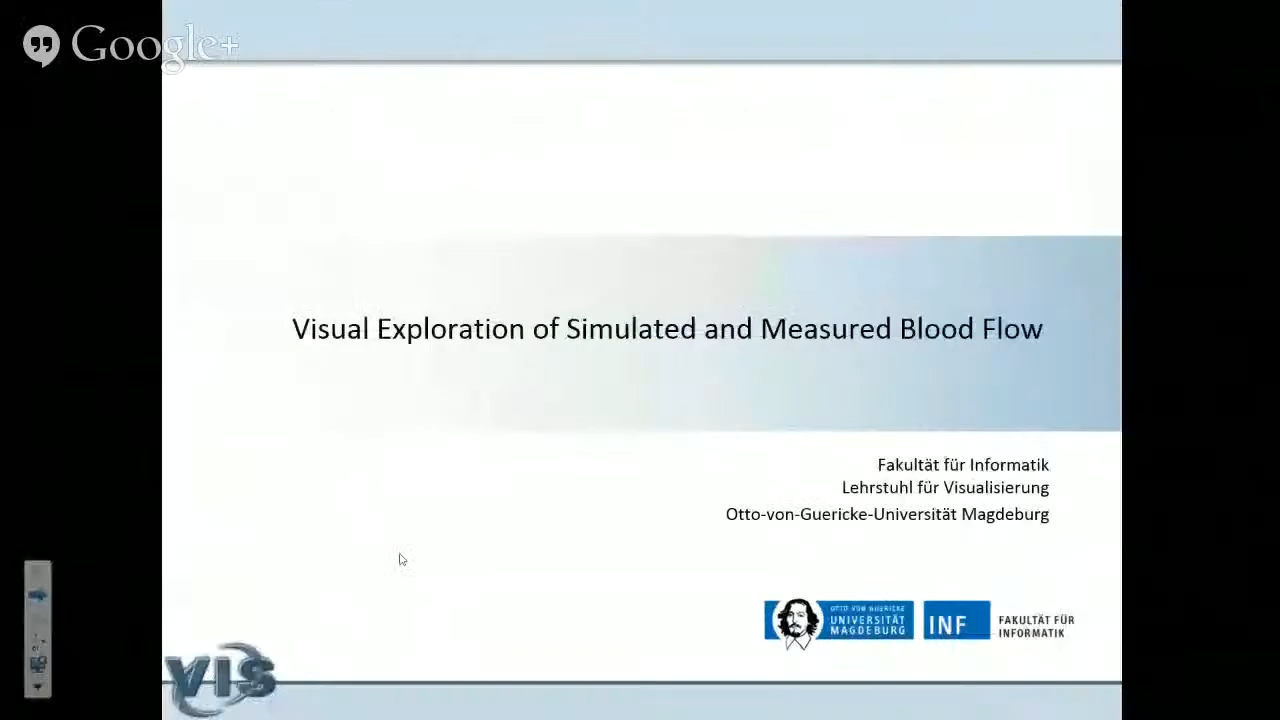 Google+
Visual Exploration of Simulated and Measured Blood Flow
Fakultät für Informatik
Lehrstuhl für Visualisierung
Otto-von-Guericke-Universität Magdeburg
OTTO VON GUERICKE
UNIVERSITÄT
MAGDEBURG
INF
FAKULTÄT FÜR
INFORMATIK
VIS